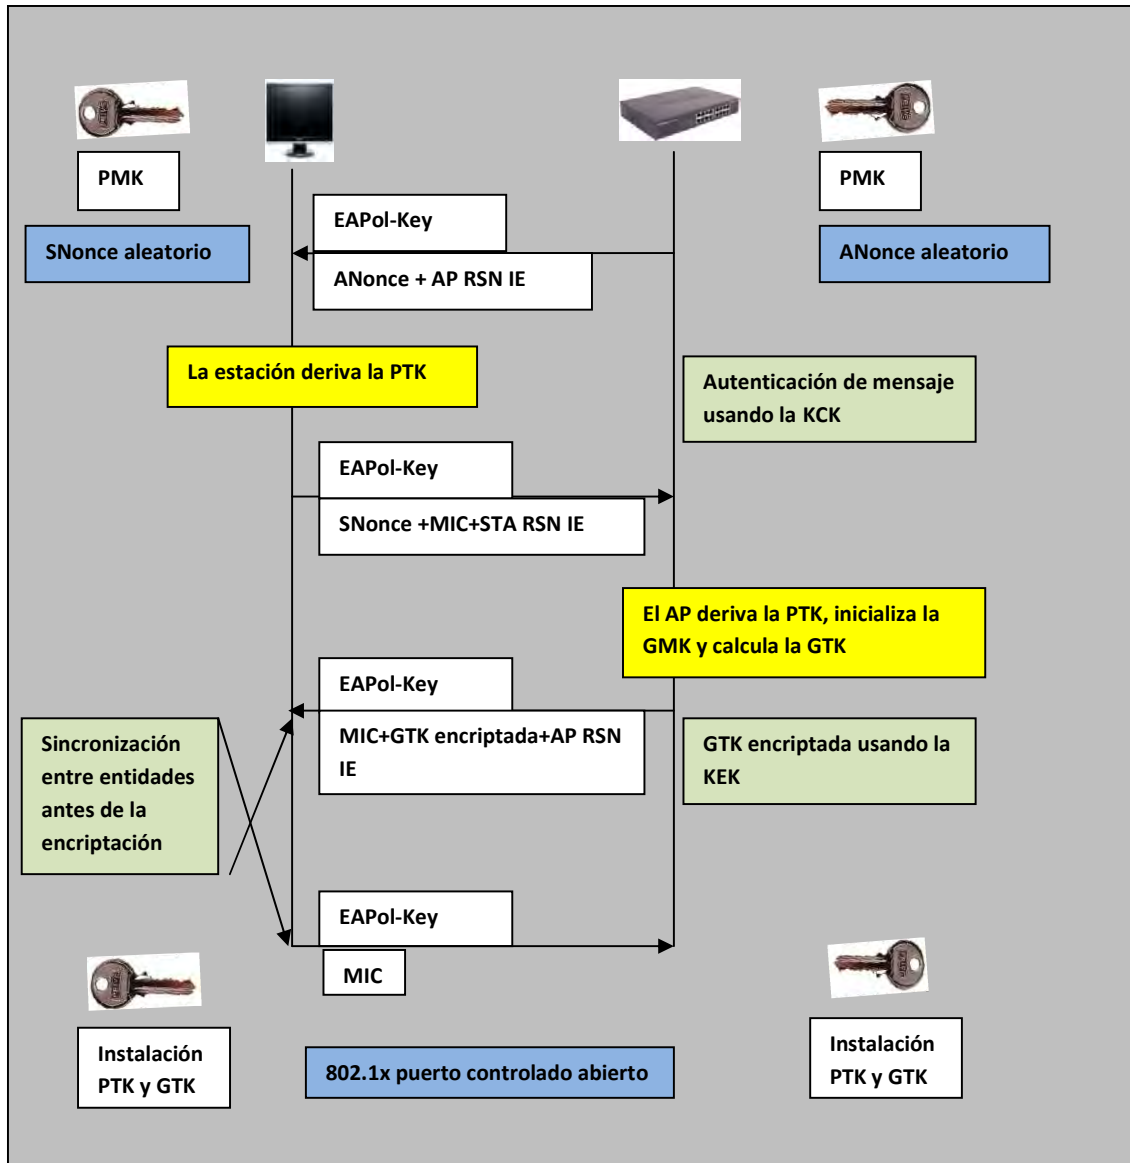 PMK
PMK
SNonce aleatorio
ANonce aleatorio
EAPol-Key
ANonce + AP RSN IE
La estación deriva la PTK
Autenticación de mensaje
usando la KCK
EAPol-Key
SNonce +MIC+STA RSN IE
El AP deriva la PTK, inicializa la
GMK y calcula la GTK
EAPol-Key
MIC+GTK encriptada+AP RSN
IE
Sincronización
entre entidades
antes de la
encriptación
GTK encriptada usando la
KEK
EAPol-Key
MIC
Instalación
PTK y GTK
802.1x puerto controlado abierto
Instalación
PTK y GTK